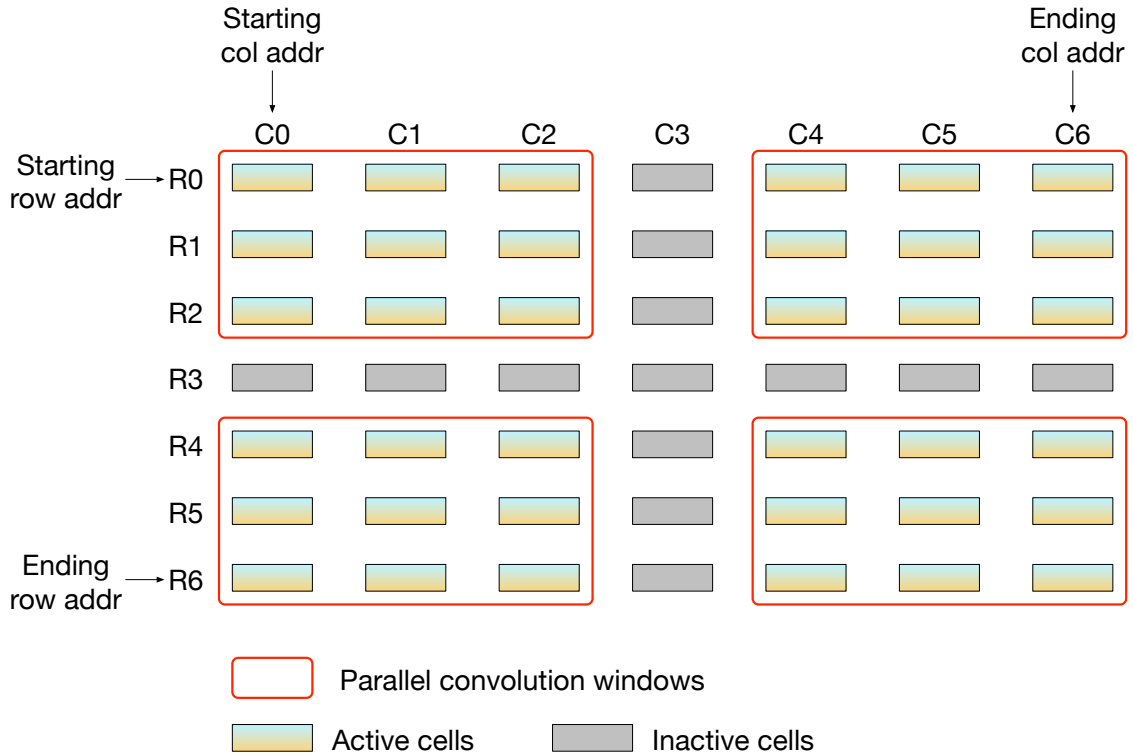 Starting
col addr
Ending
col addr
C0 C1 C2 C3 C4 C5 C6
Starting
row addr
R0
R1
R2
R3
R4
R5
Ending
row addr
R6
Parallel convolution windows
Active cells
Inactive cells